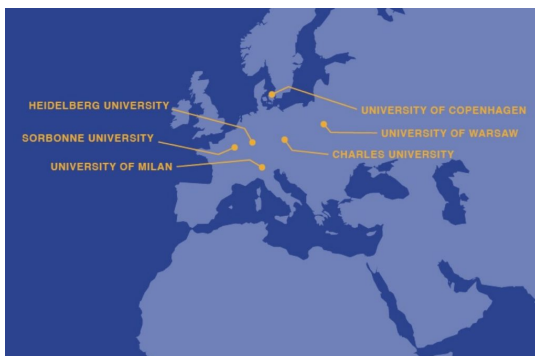 HEIDELBERG UNIVERSITY
UNIVERSITY OF COPENHAGEN
SORBONNE UNIVERSITY
UNIVERSITY OF WARSAW
CHARLES UNIVERSITY
UNIVERSITY OF MILAN